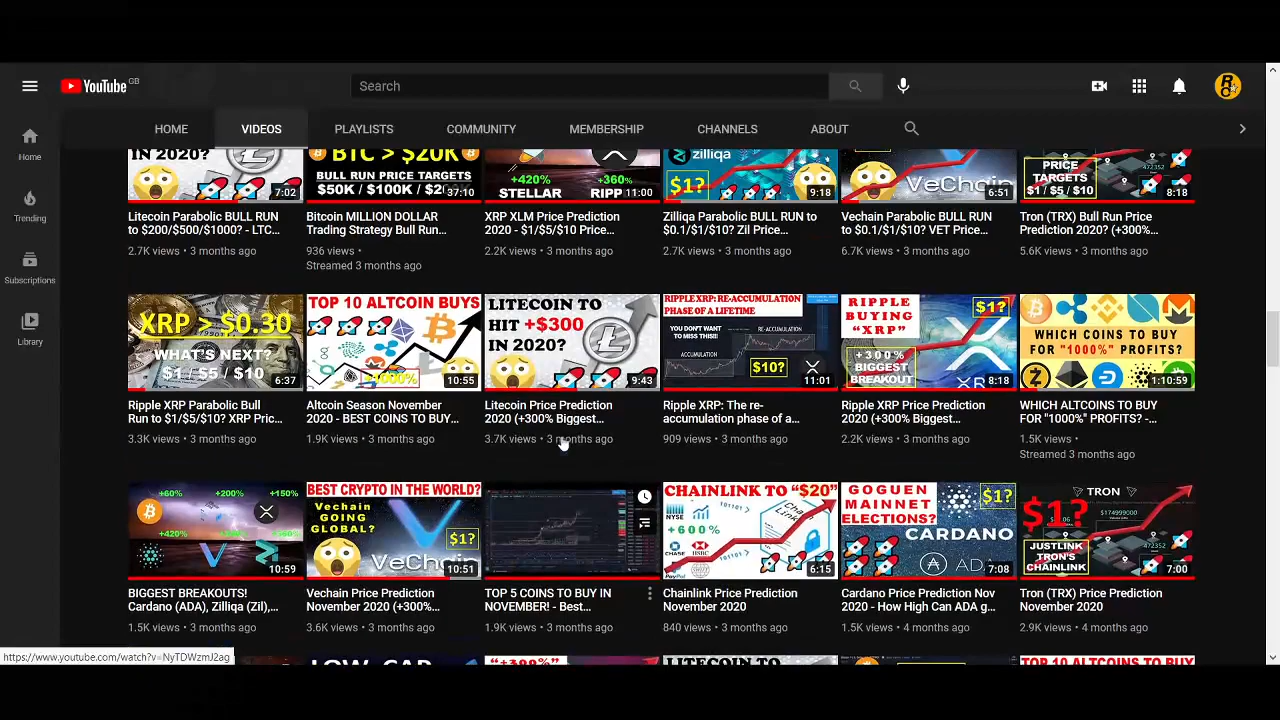 YouTube GB
Search
HOME VIDEOS PLAYLISTS COMMUNITY MEMBERSHIP CHANNELS ABOUT
Home
Trending
Subscriptions
Library
IN 2020?
7:02
BTC > $20K
BULL RUN PRICE TARGETS
37:10
+420% +360%
STELLAR
11:00
zilliqa
$1?
9:18
VeChain
6:51
PRICE
TARGETS
$1 / $5 / $10
8:18
Litecoin Parabolic BULL RUN
to $200/$500/$1000? - LTC...
2.7K views • 3 months ago
Bitcoin MILLION DOLLAR
Trading Strategy Bull Run...
936 views •
Streamed 3 months ago
XRP XLM Price Prediction
2020 - $1/$5/$10 Price...
2.2K views • 3 months ago
Zilliqa Parabolic BULL RUN to
$0.1/$1/$10? Zil Price...
2.7K views • 3 months ago
Vechain Parabolic BULL RUN
to $0.1/$1/$10? VET Price...
6.7K views • 3 months ago
Tron (TRX) Bull Run Price
Prediction 2020? (+300%...
5.6K views • 3 months ago
XRP > $0.30
WHAT'S NEXT?
$1 / $5 / $10
6:37
TOP 10 ALTCOIN BUYS
+1000%
10:55
LITECOIN TO
HIT +$300
IN 2020?
9:43
RIPPLE XRP: RE-ACCUMULATION
PHASE OF A LIFETIME
YOU DON'T WANT
TO MISS THIS!!
RE-ACCUMULATION
ACCUMULATION
$10?
11:01
RIPPLE
BUYING
"XRP"
$1?
+300%
BIGGEST
BREAKOUT
8:18
WHICH COINS TO BUY
FOR "1000%" PROFITS?
1:10:59
Ripple XRP Parabolic Bull
Run to $1/$5/$10? XRP Pric...
3.3K views • 3 months ago
Altcoin Season November
2020 - BEST COINS TO BUY...
1.9K views • 3 months ago
Litecoin Price Prediction
2020 (+300% Biggest...
3.7K views • 3 months ago
Ripple XRP: The re-
accumulation phase of a...
909 views • 3 months ago
Ripple XRP Price Prediction
2020 (+300% Biggest...
2.2K views • 3 months ago
WHICH ALTCOINS TO BUY
FOR "1000%" PROFITS? -...
1.5K views •
Streamed 3 months ago
+60% +200% +150%
+420%
10:59
BEST CRYPTO IN THE WORLD?
Vechain
GOING
GLOBAL?
$1?
10:51
CHAINLINK TO "$20"
NYSE
+600%
CHASE HSBC
PayPal
6:15
GOGUEN
MAINNET
ELECTIONS?
$1?
CARDANO
7:08
TRON
$1?
JUSTLINK
TRON'S
CHAINLINK
7:00
BIGGEST BREAKOUTS!
Cardano (ADA), Zilliqa (Zil),...
1.5K views • 3 months ago
Vechain Price Prediction
November 2020 (+300%...
3.6K views • 3 months ago
TOP 5 COINS TO BUY IN
NOVEMBER! - Best...
1.9K views • 3 months ago
Chainlink Price Prediction
November 2020
840 views • 3 months ago
Cardano Price Prediction Nov
2020 - How High Can ADA g...
1.5K views • 4 months ago
Tron (TRX) Price Prediction
November 2020
2.9K views • 4 months ago
https://www.youtube.com/watch?v=NyTDWzmJ2ag